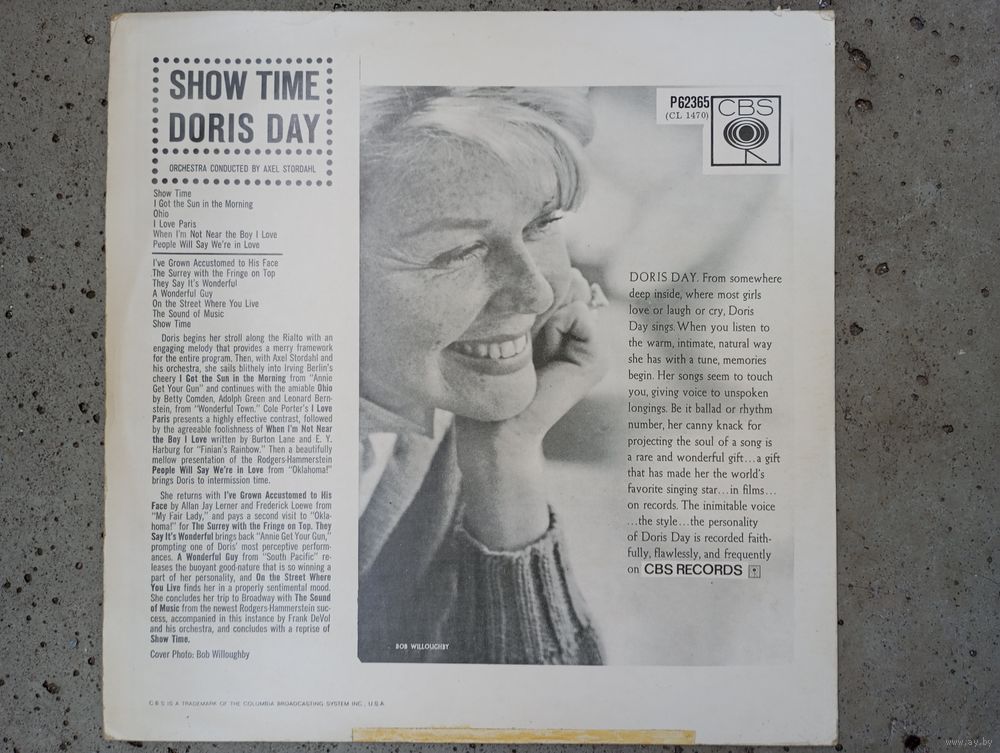 SHOW TIME
DORIS DAY
ORCHESTRA CONDUCTED BY AXEL STORDAHL
Show Time
I Got the Sun in the Morning
Ohio
I Love Paris
When I'm Not Near the Boy I Love
People Will Say We're in Love
I've Grown Accustomed to His Face
The Surrey with the Fringe on Top
They Say It's Wonderful
A Wonderful Guy
On the Street Where You Live
The Sound of Music
Show Time
Doris begins her stroll along the Rialto with an
engaging melody that provides a merry framework
for the entire program. Then, with Axel Stordahl and
his orchestra, she sails blithely into Irving Berlin's
cheery I Got the Sun in the Morning from "Annie
Get Your Gun" and continues with the amiable Ohio
by Betty Comden, Adolph Green and Leonard Bern-
stein, from "Wonderful Town." Cole Porter's I Love
Paris presents a highly effective contrast, followed
by the agreeable foolishness of When I'm Not Near
the Boy I Love written by Burton Lane and E. Y.
Harburg for "Finian's Rainbow." Then a beautifully
mellow presentation of the Rodgers-Hammerstein
People Will Say We're in Love from "Oklahoma!"
brings Doris to intermission time.
She returns with I've Grown Accustomed to His
Face by Allan Jay Lerner and Frederick Loewe from
"My Fair Lady," and pays a second visit to "Okla-
homa!" for The Surrey with the Fringe on Top. They
Say It's Wonderful brings back "Annie Get Your Gun,"
prompting one of Doris' most perceptive perform-
ances. A Wonderful Guy from "South Pacific" re-
leases the buoyant good-nature that is so winning a
part of her personality, and On the Street Where
You Live finds her in a properly sentimental mood.
She concludes her trip to Broadway with The Sound
of Music from the newest Rodgers-Hammerstein suc-
cess, accompanied in this instance by Frank DeVol
and his orchestra, and concludes with a reprise of
Show Time.
Cover Photo: Bob Willoughby
CBS IS A TRADEMARK OF THE COLUMBIA BROADCASTING SYSTEM INC., U.S.A.
P 62365
(CL 1470)
CBS
DORIS DAY. From somewhere
deep inside, where most girls
love or laugh or cry, Doris
Day sings. When you listen to
the warm, intimate, natural way
she has with a tune, memories
begin. Her songs seem to touch
you, giving voice to unspoken
longings. Be it ballad or rhythm
number, her canny knack for
projecting the soul of a song is
a rare and wonderful gift...a gift
that has made her the world's
favorite singing star...in films...
on records. The inimitable voice
...the style...the personality
of Doris Day is recorded faith-
fully, flawlessly, and frequently
on CBS RECORDS
BOB WILLOUGHBY
www.ay.by